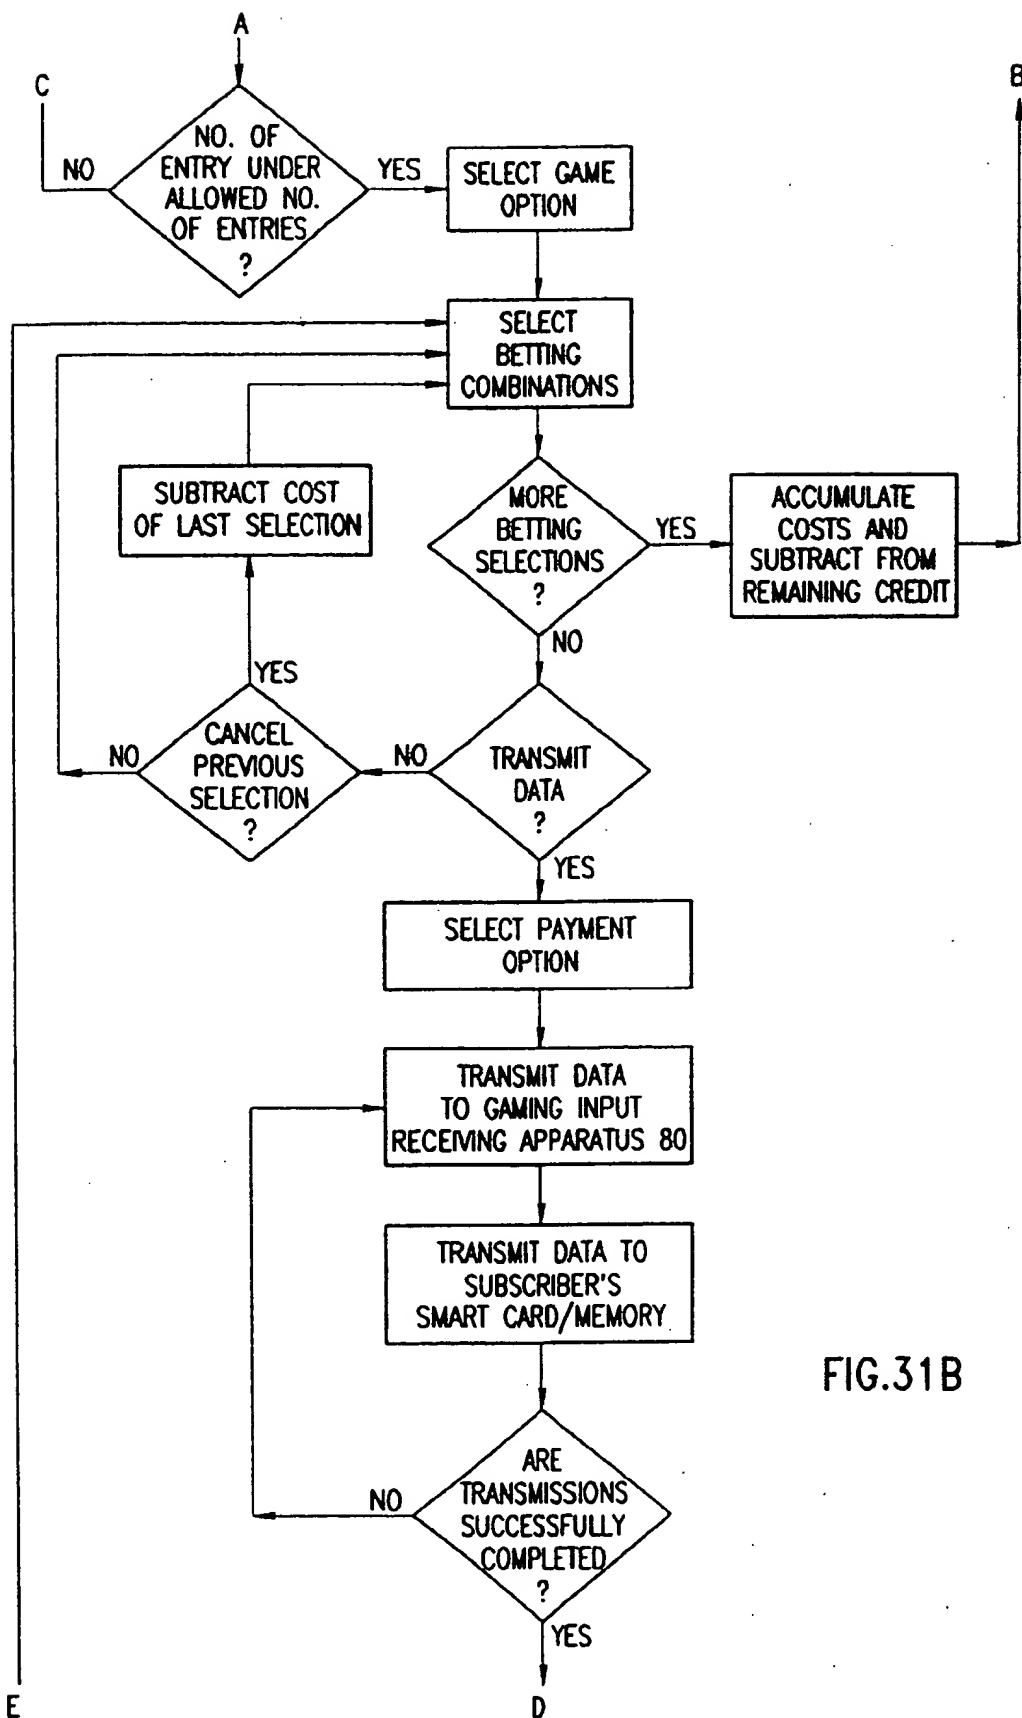 A
C
B
NO. OF
ENTRY UNDER
ALLOWED NO.
OF ENTRIES
?
NO
YES
SELECT GAME
OPTION
SELECT
BETTING
COMBINATIONS
SUBTRACT COST
OF LAST SELECTION
MORE
BETTING
SELECTIONS
?
YES
ACCUMULATE
COSTS AND
SUBTRACT FROM
REMAINING CREDIT
NO
YES
CANCEL
PREVIOUS
SELECTION
?
NO
NO
TRANSMIT
DATA
?
YES
SELECT PAYMENT
OPTION
TRANSMIT DATA
TO GAMING INPUT
RECEIVING APPARATUS 80
TRANSMIT DATA TO
SUBSCRIBER'S
SMART CARD/MEMORY
FIG.31B
ARE
TRANSMISSIONS
SUCCESSFULLY
COMPLETED
?
NO
YES
E
D